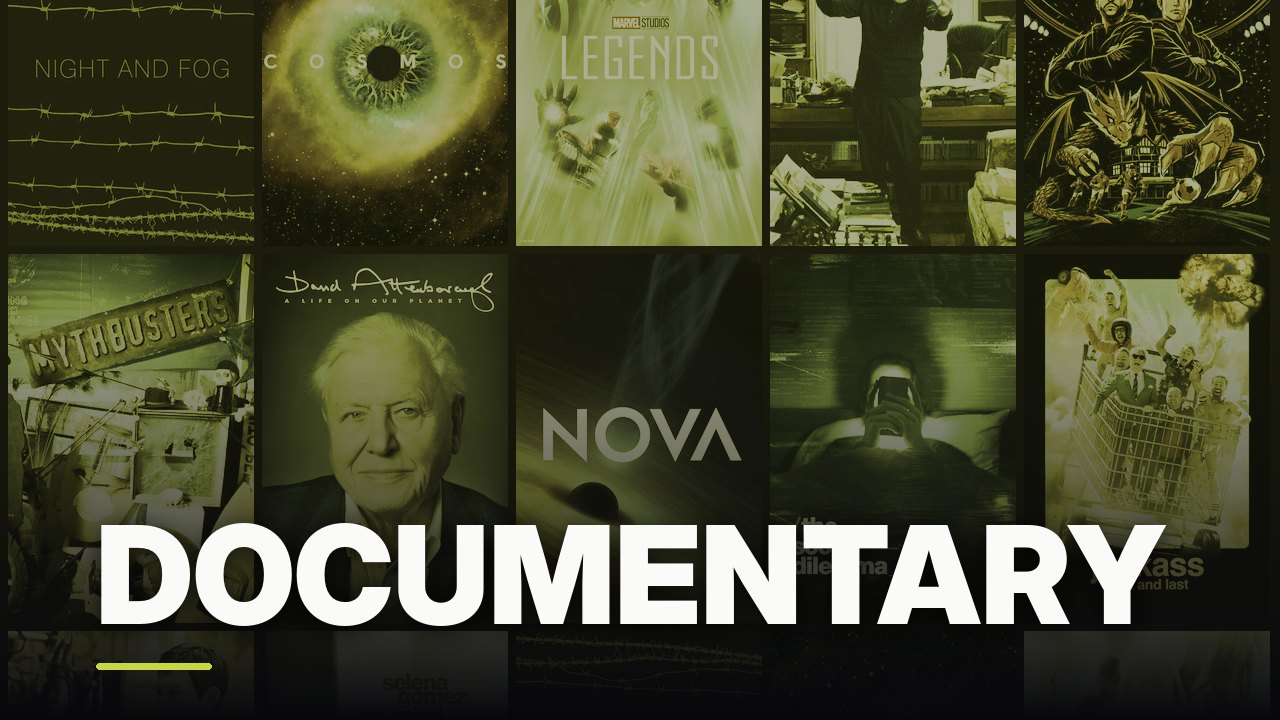 NIGHT AND FOG
COSMOS
MARVEL STUDIOS
LEGENDS
MYTHBUSTERS
David Attenborough
A LIFE ON OUR PLANET
NOVA
/the
dilemma
and last
DOCUMENTARY
selena
gomez